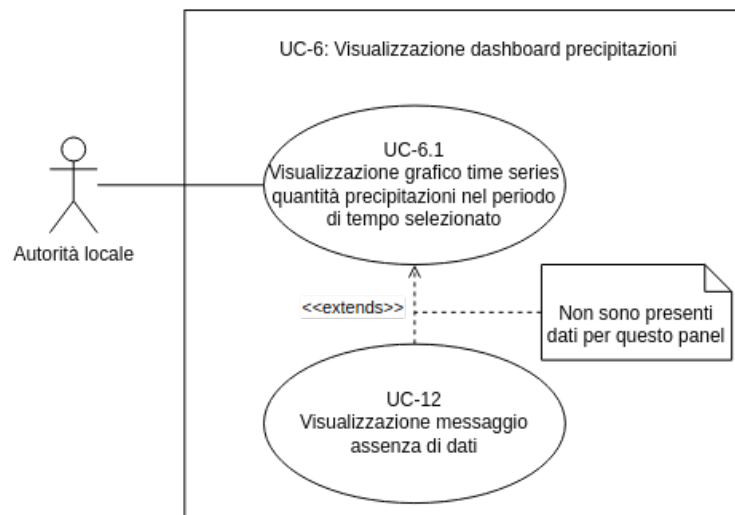 UC-6: Visualizzazione dashboard precipitazioni
UC-6.1
Visualizzazione grafico time series
quantità precipitazioni nel periodo
di tempo selezionato
Autorità locale
<<extends>>
Non sono presenti
dati per questo panel
UC-12
Visualizzazione messaggio
assenza di dati